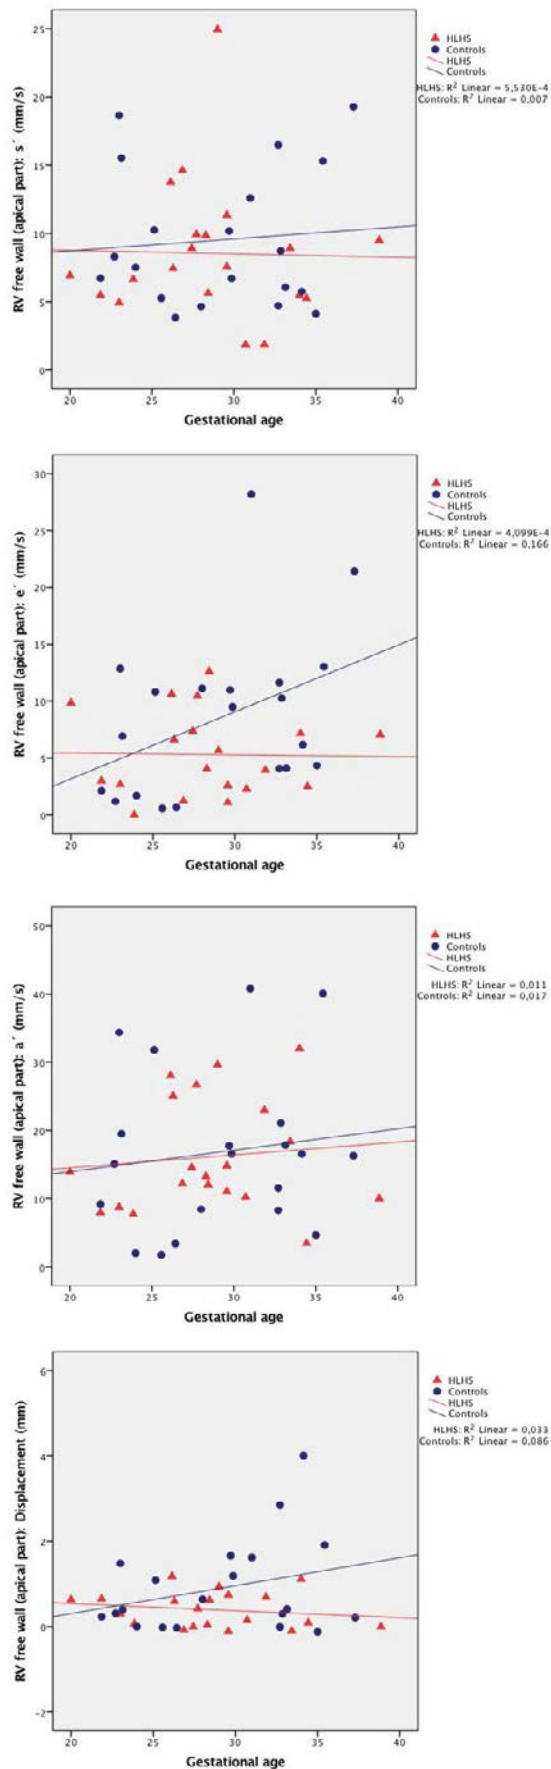 RV free wall (apical part): s´ (mm/s)
25
20
15
10
5
0
20 25 30 35 40
Gestational age
HLHS
Controls
HLHS
Controls
HLHS: R² Linear = 5,530E-4
Controls: R² Linear = 0,007
RV free wall (apical part): e´ (mm/s)
30
25
20
15
10
5
0
20 25 30 35 40
Gestational age
HLHS
Controls
HLHS
Controls
HLHS: R² Linear = 4,099E-4
Controls: R² Linear = 0,166
RV free wall (apical part): a´ (mm/s)
50
40
30
20
10
0
20 25 30 35 40
Gestational age
HLHS
Controls
HLHS
Controls
HLHS: R² Linear = 0,011
Controls: R² Linear = 0,017
RV free wall (apical part): Displacement (mm)
6
4
2
0
-2
20 25 30 35 40
Gestational age
HLHS
Controls
HLHS
Controls
HLHS: R² Linear = 0,033
Controls: R² Linear = 0,086